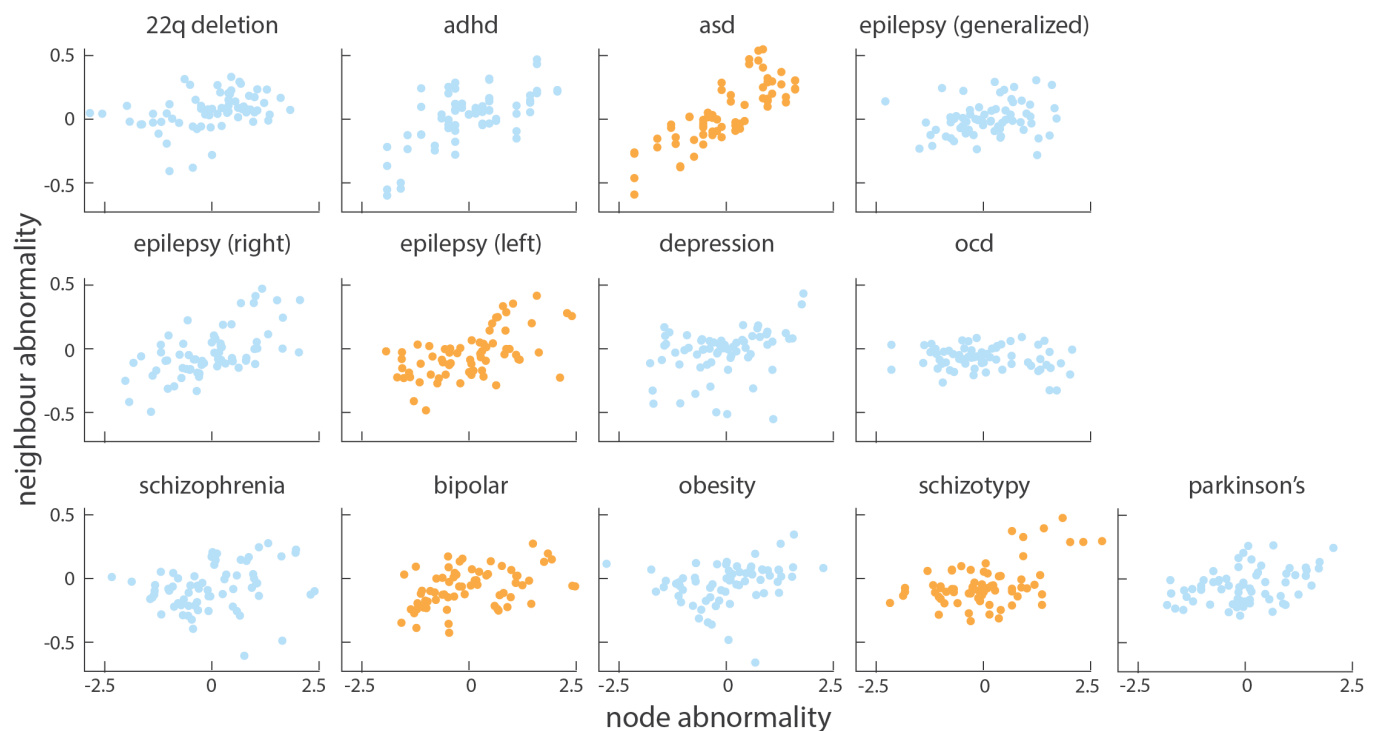 22q deletion
adhd
asd
epilepsy (generalized)
0.5
0
-0.5
epilepsy (right)
epilepsy (left)
depression
ocd
0.5
0
-0.5
neighbour abnormality
schizophrenia
bipolar
obesity
schizotypy
parkinson's
0.5
0
-0.5
-2.5 0 2.5
-2.5 0 2.5
-2.5 0 2.5
-2.5 0 2.5
-2.5 0 2.5
node abnormality